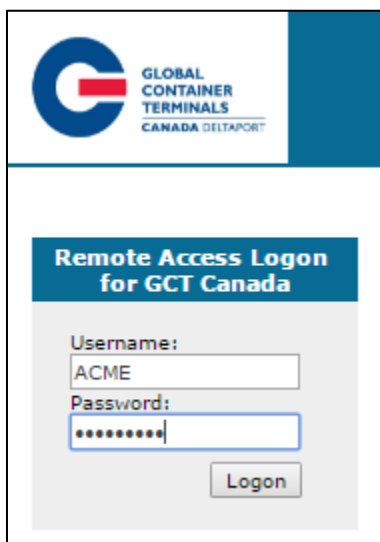 GLOBAL
CONTAINER
TERMINALS
CANADA DELTAPORT
Remote Access Logon
for GCT Canada
Username:
ACME
Password:
•••••••••
Logon